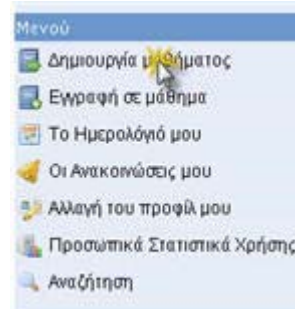 Μενού
Δημιουργία μαθήματος
Εγγραφή σε μάθημα
Το Ημερολόγιό μου
Οι Ανακοινώσεις μου
Αλλαγή του προφίλ μου
Προσωπικά Στατιστικά Χρήσης
Αναζήτηση